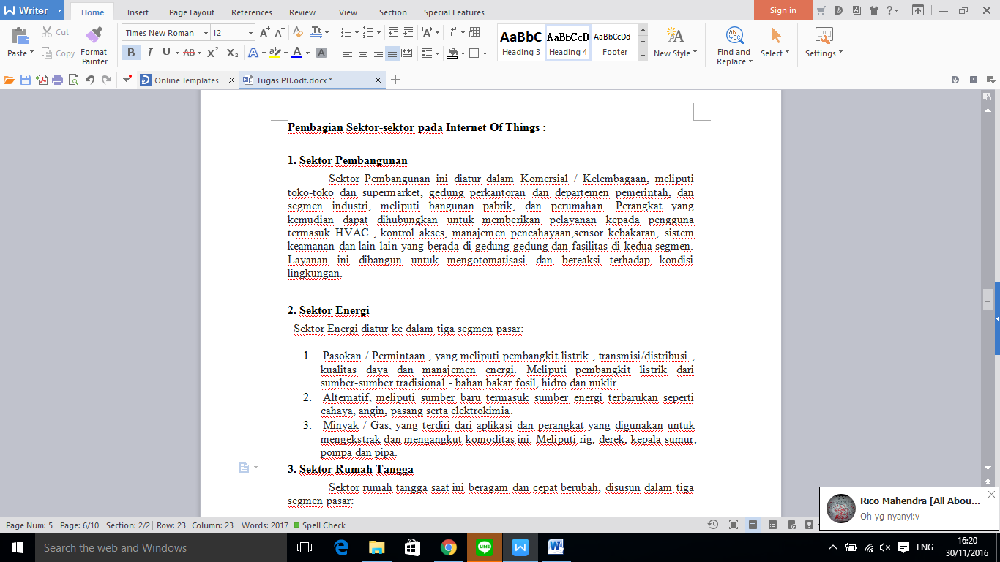 Writer
Home
Insert
Page Layout
References
Review
View
Section
Special Features
Sign in
Paste
Cut
Copy
Format
Painter
Times New Roman
12
B I U AB X² X₂ A A A
AaBbC
Heading 3
AaBbCcD
Heading 4
AaBbCcDd
Footer
New Style
Find and
Replace
Select
Settings
Online Templates
Tugas PTI.odt.docx *
Pembagian Sektor-sektor pada Internet Of Things :
1. Sektor Pembangunan
Sektor Pembangunan ini diatur dalam Komersial / Kelembagaan, meliputi
toko-toko dan supermarket, gedung perkantoran dan departemen pemerintah, dan
segmen industri, meliputi bangunan pabrik, dan perumahan. Perangkat yang
kemudian dapat dihubungkan untuk memberikan pelayanan kepada pengguna
termasuk HVAC , kontrol akses, manajemen pencahayaan,sensor kebakaran, sistem
keamanan dan lain-lain yang berada di gedung-gedung dan fasilitas di kedua segmen.
Layanan ini dibangun untuk mengotomatisasi dan bereaksi terhadap kondisi
lingkungan.
2. Sektor Energi
Sektor Energi diatur ke dalam tiga segmen pasar:
1. Pasokan / Permintaan , yang meliputi pembangkit listrik , transmisi/distribusi ,
kualitas daya dan manajemen energi. Meliputi pembangkit listrik dari
sumber-sumber tradisional - bahan bakar fosil, hidro dan nuklir.
2. Alternatif, meliputi sumber baru termasuk sumber energi terbarukan seperti
cahaya, angin, pasang serta elektrokimia.
3. Minyak / Gas, yang terdiri dari aplikasi dan perangkat yang digunakan untuk
mengekstrak dan mengangkut komoditas ini. Meliputi rig, derek, kepala sumur,
pompa dan pipa.
3. Sektor Rumah Tangga
Sektor rumah tangga saat ini beragam dan cepat berubah, disusun dalam tiga
segmen pasar:
Rico Mahendra [All Abou...
Oh yg nyanyi:v
Page Num: 5 Page: 6/10 Section: 2/2 Row: 23 Column: 23 Words: 2017 Spell Check
Search the web and Windows
LINE
ENG
16:20
30/11/2016